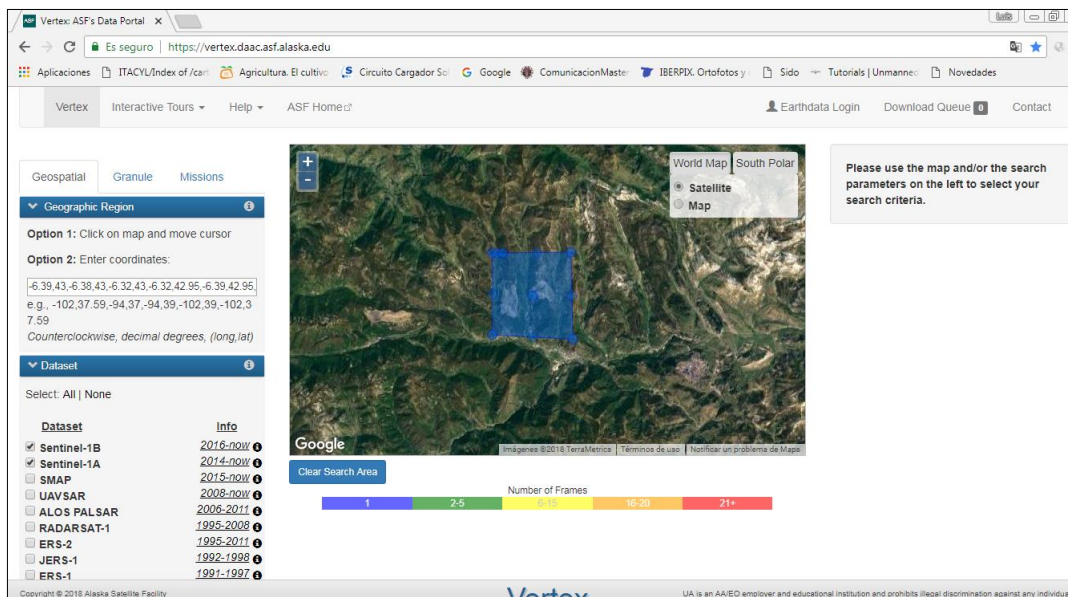 ASF Vertex: ASF's Data Portal
Es seguro | https://vertex.daac.asf.alaska.edu
Aplicaciones ITACYL/Index of /cart Agricultura. El cultivo Circuito Cargador Sol Google ComunicacionMaster IBERPIX. Ortofotos y Sido Tutorials | Unmanned Novedades
Vertex Interactive Tours Help ASF Home Earthdata Login Download Queue 0 Contact
Geospatial Granule Missions
Geographic Region
Option 1: Click on map and move cursor
Option 2: Enter coordinates:
-6.39,43,-6.38,43,-6.32,43,-6.32,42.95,-6.39,42.95,
e.g., -102,37.59,-94,37,-94,39,-102,39,-102,3
7.59
Counterclockwise, decimal degrees, (long,lat)
Dataset
Select: All | None
Dataset Info
Sentinel-1B 2016-now
Sentinel-1A 2014-now
SMAP 2015-now
UAVSAR 2008-now
ALOS PALSAR 2006-2011
RADARSAT-1 1995-2008
ERS-2 1995-2011
JERS-1 1992-1998
ERS-1 1991-1997
+
-
World Map South Polar
Satellite
Map
Google
Imágenes ©2018 TerraMetrics Términos de uso Notificar un problema de Maps
Clear Search Area
Number of Frames
1 2-5 6-15 16-20 21+
Please use the map and/or the search
parameters on the left to select your
search criteria.
Copyright © 2018 Alaska Satellite Facility
Vertex
UA is an AA/EO employer and educational institution and prohibits illegal discrimination against any individual